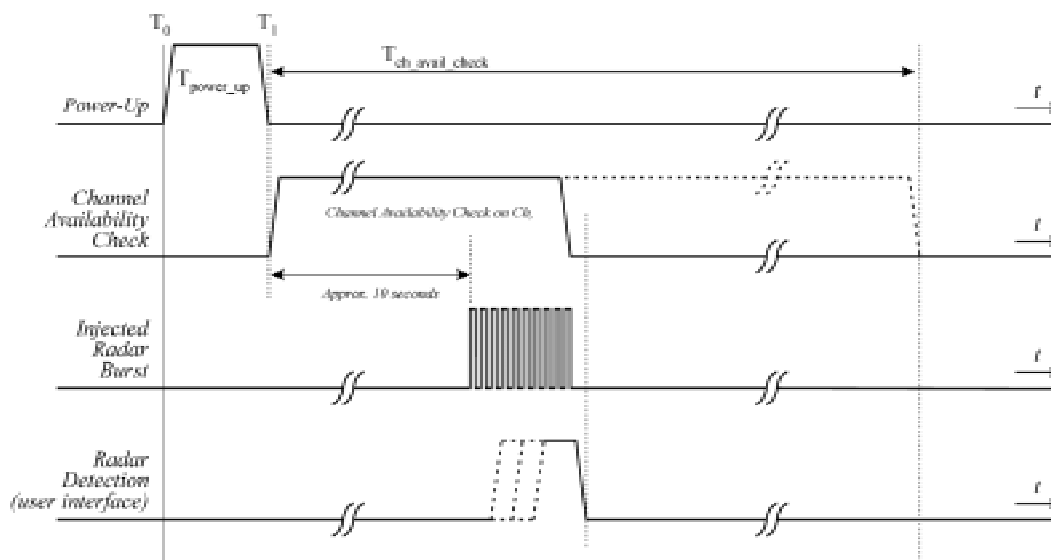 T0 T1
Tch_avail_check
Tpower_up
Power-Up
t
Channel
Availability
Check
Channel Availability Check on Ch,
t
Approx. 10 seconds
Injected
Radar
Burst
t
Radar
Detection
(user interface)
t